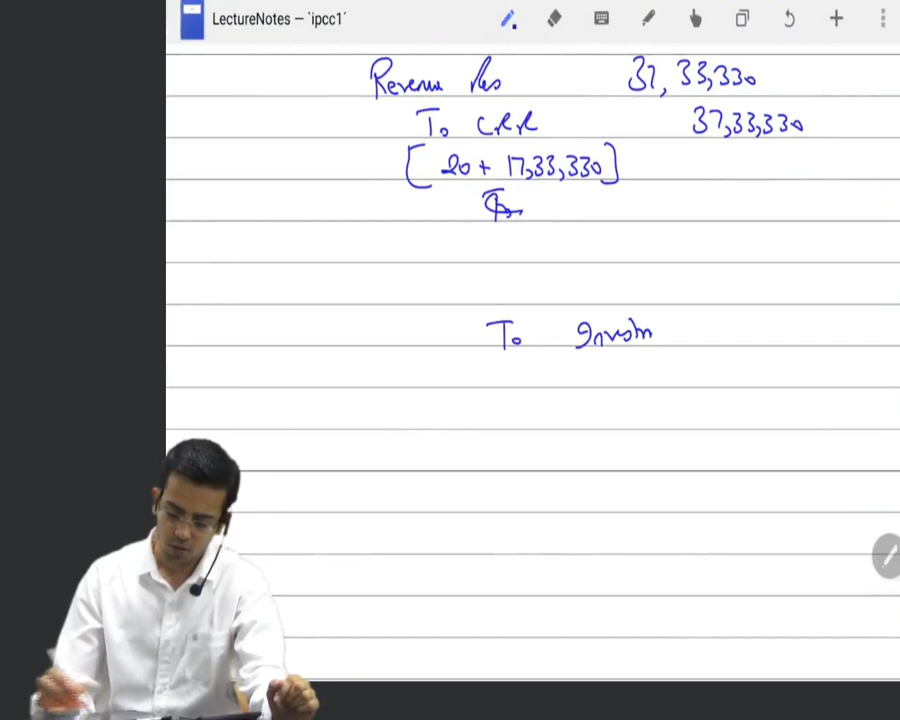 LectureNotes – `ipcc1´
Revenue Res 37,33,330
To CRR 37,33,330
[20 + 17,33,330]
To Investm